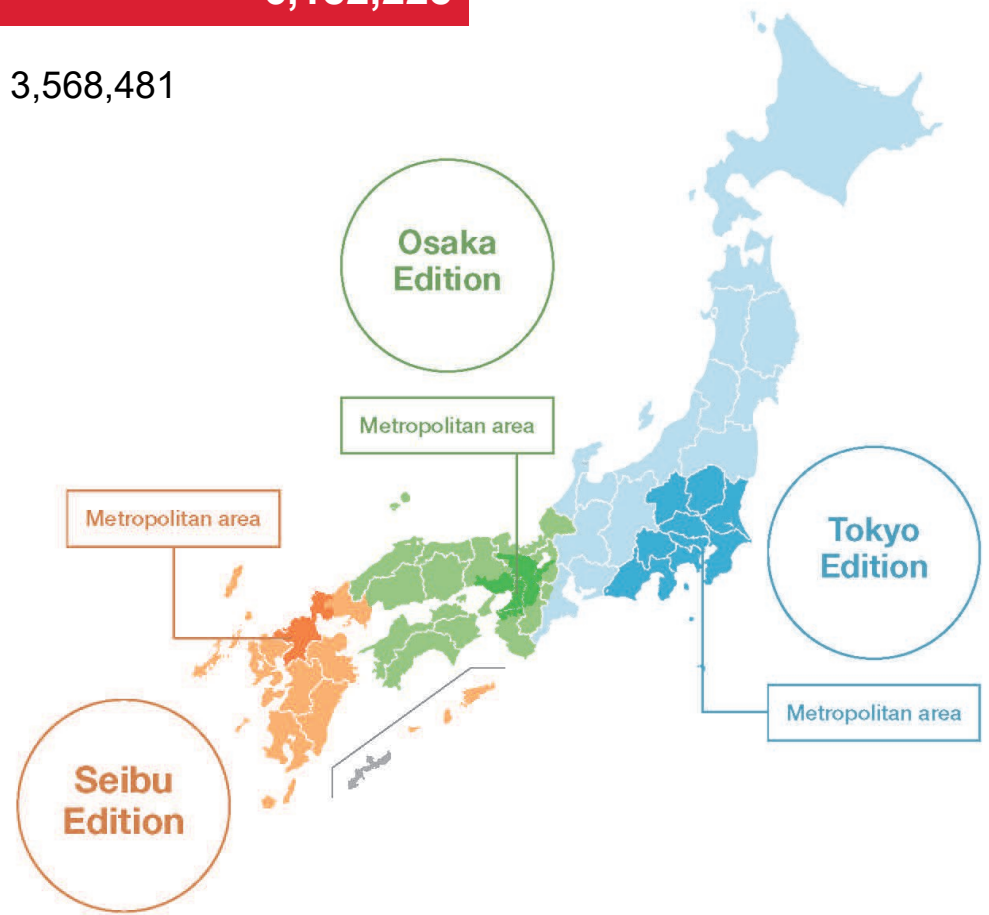 3,568,481
Osaka
Edition
Metropolitan area
Metropolitan area
Tokyo
Edition
Metropolitan area
Seibu
Edition